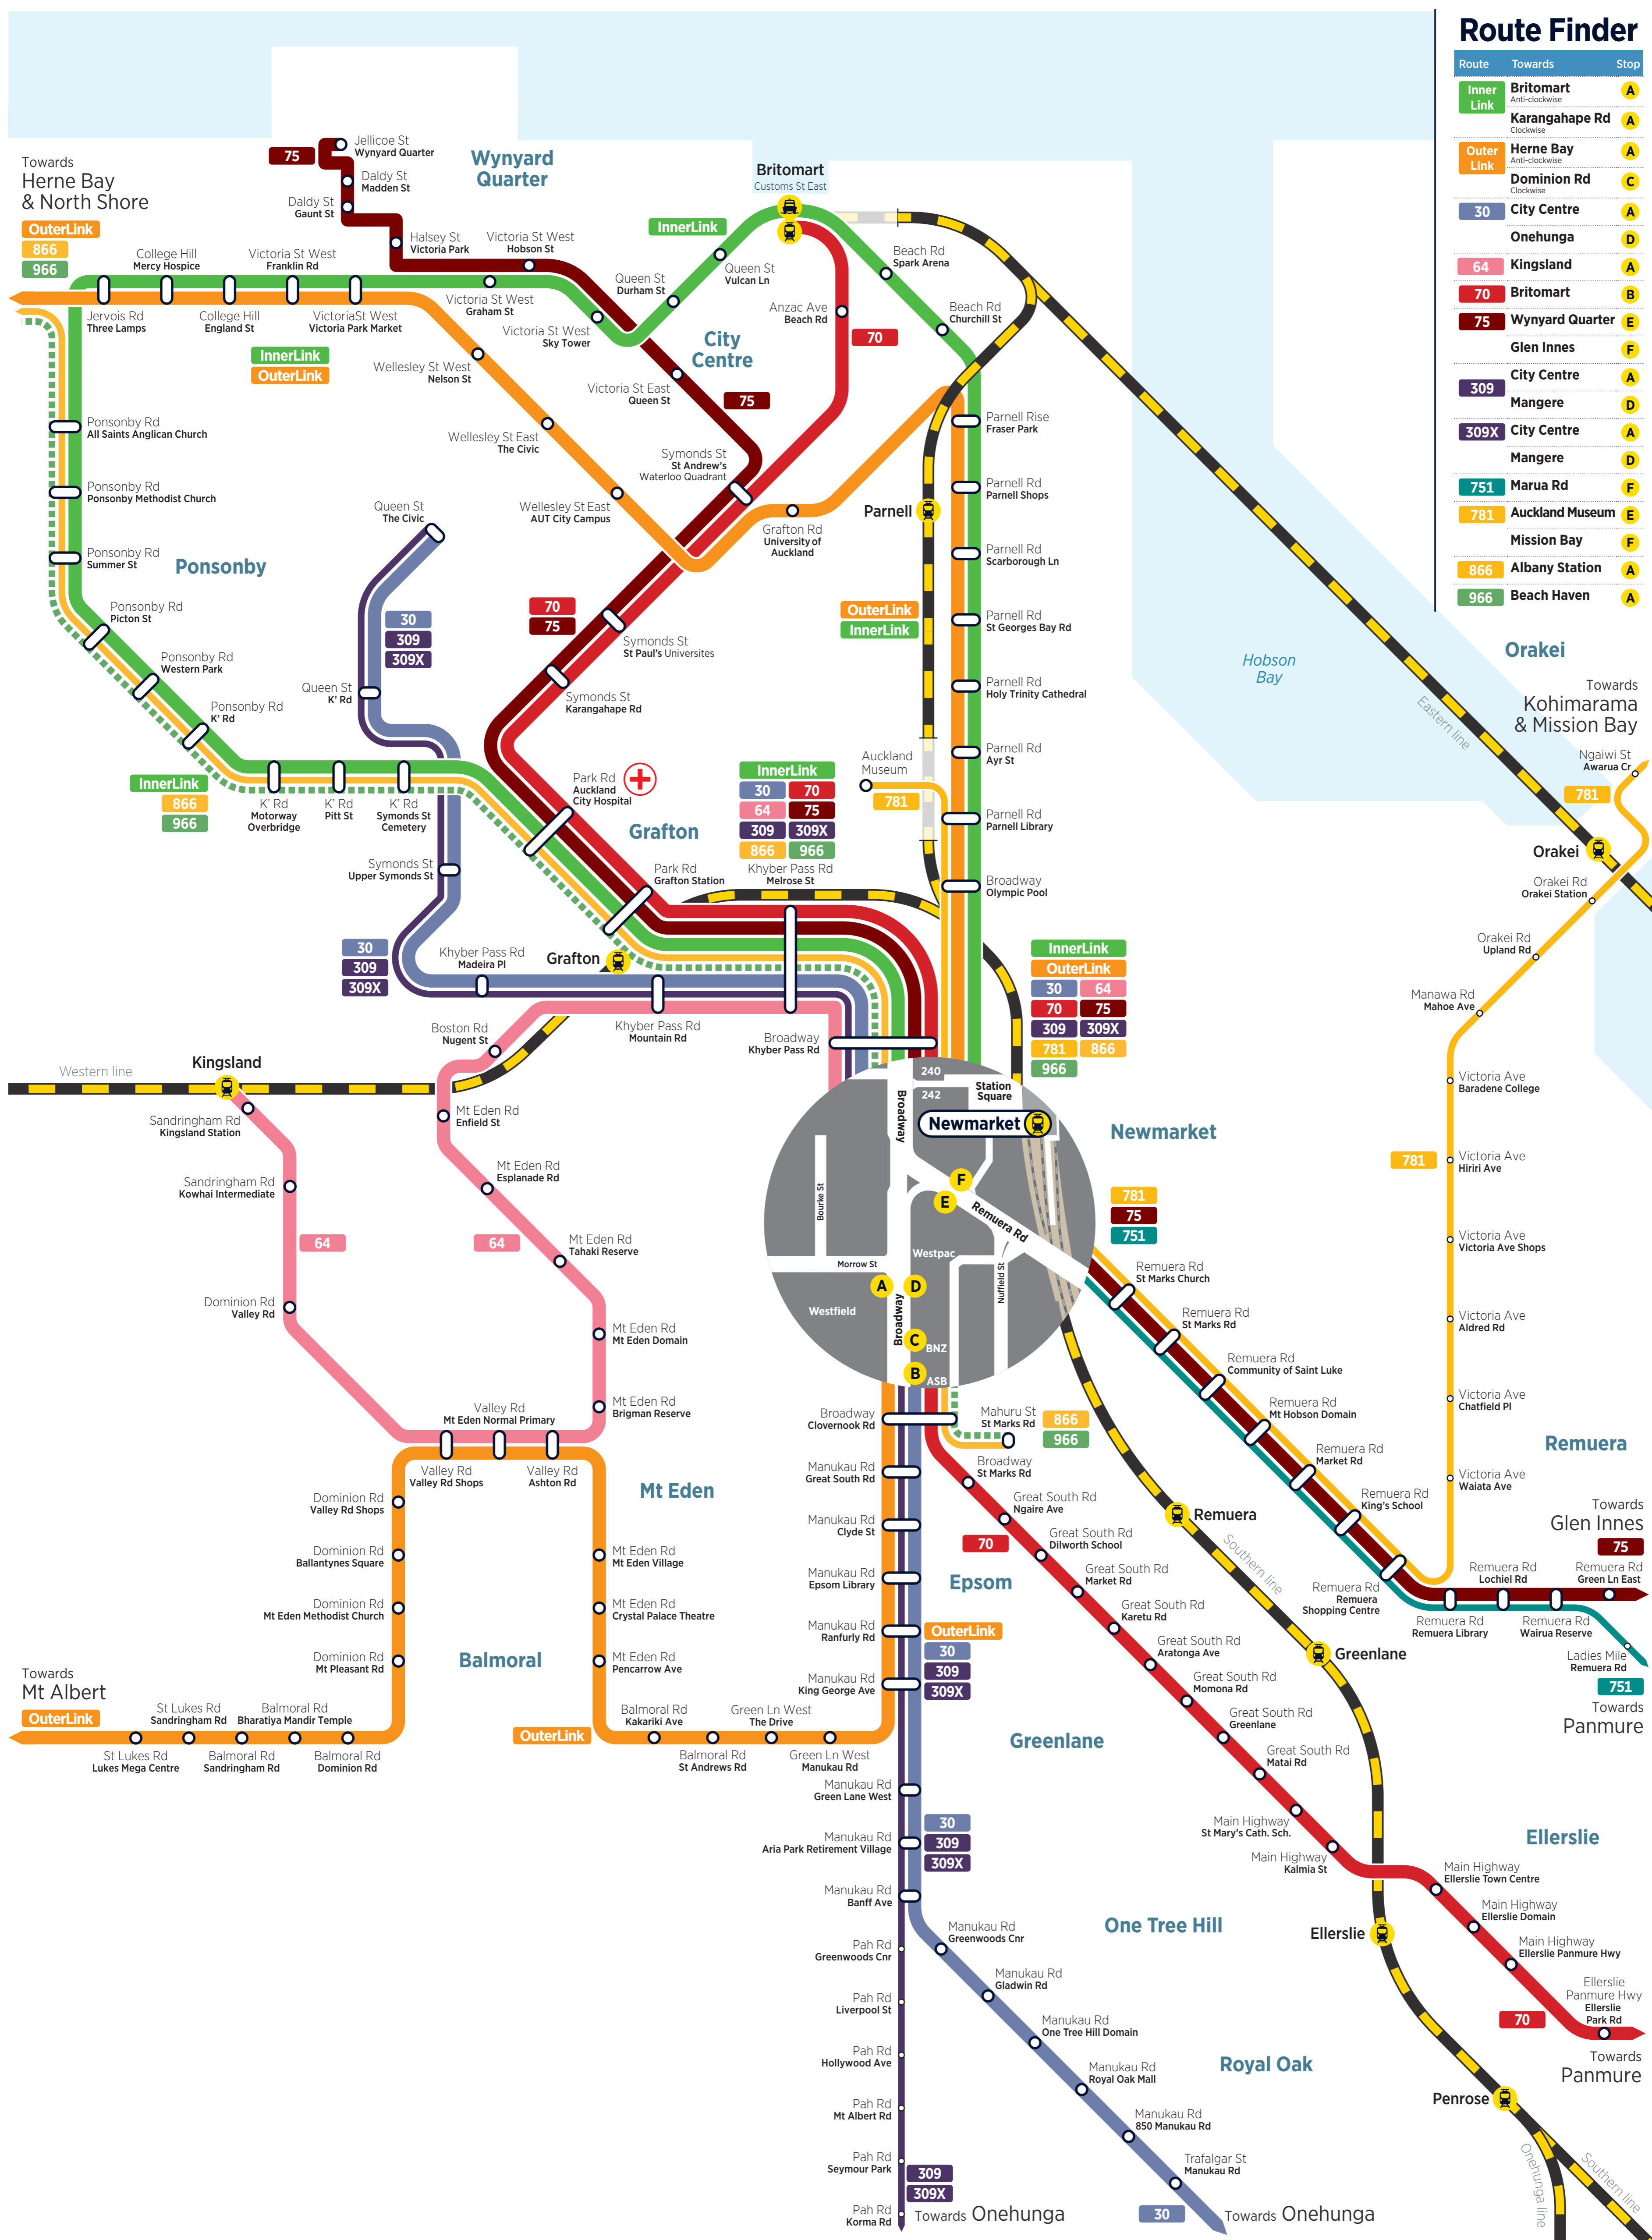 Route Finder
Route Towards Stop
Inner Link
Britomart A
Anti-clockwise
Karangahape Rd A
Clockwise
Outer Link
Herne Bay A
Anti-clockwise
Dominion Rd C
Clockwise
30 City Centre A
Onehunga D
64 Kingsland A
70 Britomart B
75 Wynyard Quarter E
Glen Innes F
309 City Centre A
Mangere D
309X City Centre A
Mangere D
751 Marua Rd F
781 Auckland Museum E
Mission Bay F
866 Albany Station A
966 Beach Haven A
Towards
Herne Bay
& North Shore
OuterLink
866
966
75
Jellicoe St
Wynyard Quarter
Daldy St
Madden St
Daldy St
Gaunt St
Halsey St
Victoria Park
Victoria St West
Hobson St
Wynyard
Quarter
Britomart
Customs St East
InnerLink
College Hill
Mercy Hospice
Victoria St West
Franklin Rd
Jervois Rd
Three Lamps
College Hill
England St
VictoriaSt West
Victoria Park Market
InnerLink
OuterLink
Victoria St West
Graham St
Victoria St West
Sky Tower
Queen St
Durham St
Queen St
Vulcan Ln
Beach Rd
Spark Arena
Anzac Ave
Beach Rd
Beach Rd
Churchill St
70
City
Centre
Wellesley St West
Nelson St
Victoria St East
Queen St
75
Wellesley St East
The Civic
Symonds St
St Andrew's
Waterloo Quadrant
Wellesley St East
AUT City Campus
Grafton Rd
University of
Auckland
Parnell
Parnell Rise
Fraser Park
Parnell Rd
Parnell Shops
Parnell Rd
Scarborough Ln
Parnell Rd
St Georges Bay Rd
Parnell Rd
Holy Trinity Cathedral
Parnell Rd
Ayr St
Parnell Rd
Parnell Library
Broadway
Olympic Pool
OuterLink
InnerLink
Ponsonby Rd
All Saints Anglican Church
Ponsonby Rd
Ponsonby Methodist Church
Ponsonby Rd
Summer St
Ponsonby
Ponsonby Rd
Picton St
Ponsonby Rd
Western Park
Ponsonby Rd
K' Rd
InnerLink
866
966
K' Rd
Motorway
Overbridge
K' Rd
Pitt St
K' Rd
Symonds St
Cemetery
Queen St
The Civic
30
309
309X
Queen St
K' Rd
70
75
Symonds St
St Paul's Universites
Symonds St
Karangahape Rd
Park Rd
Auckland
City Hospital
Grafton
Park Rd
Grafton Station
InnerLink
30 70
64 75
309 309X
866 966
Khyber Pass Rd
Melrose St
Auckland
Museum
781
Symonds St
Upper Symonds St
30
309
309X
Khyber Pass Rd
Madeira Pl
Grafton
Khyber Pass Rd
Mountain Rd
Broadway
Khyber Pass Rd
InnerLink
OuterLink
30 64
70 75
309 309X
781 866
966
Hobson
Bay
Eastern line
Orakei
Towards
Kohimarama
& Mission Bay
Ngaiwi St
Awarua Cr
781
Orakei
Orakei Rd
Orakei Station
Orakei Rd
Upland Rd
Manawa Rd
Mahoe Ave
Victoria Ave
Baradene College
781
Victoria Ave
Hiriri Ave
Victoria Ave
Victoria Ave Shops
Victoria Ave
Aldred Rd
Victoria Ave
Chatfield Pl
Victoria Ave
Waiata Ave
Remuera
Western line
Kingsland
Sandringham Rd
Kingsland Station
Sandringham Rd
Kowhai Intermediate
64
Dominion Rd
Valley Rd
Boston Rd
Nugent St
Mt Eden Rd
Enfield St
Mt Eden Rd
Esplanade Rd
64
Mt Eden Rd
Tahaki Reserve
Mt Eden Rd
Mt Eden Domain
Mt Eden Rd
Brigman Reserve
Valley Rd
Mt Eden Normal Primary
Valley Rd
Valley Rd Shops
Valley Rd
Ashton Rd
Mt Eden
240
242
Station
Square
Broadway
Newmarket
Newmarket
F
E
Remuera Rd
Bourke St
Westpac
Morrow St
Nuffield St
A
D
Westfield
Broadway
C
BNZ
B
ASB
781
75
751
Remuera Rd
St Marks Church
Remuera Rd
St Marks Rd
Remuera Rd
Community of Saint Luke
Remuera Rd
Mt Hobson Domain
Remuera Rd
Market Rd
Remuera Rd
King's School
Remuera Rd
Remuera
Shopping Centre
Remuera Rd
Remuera Library
Remuera Rd
Lochiel Rd
Remuera Rd
Wairua Reserve
Remuera Rd
Green Ln East
Towards
Glen Innes
75
Ladies Mile
Remuera Rd
751
Towards
Panmure
Broadway
Clovernook Rd
Mahuru St
St Marks Rd
866
966
Broadway
St Marks Rd
Manukau Rd
Great South Rd
Manukau Rd
Clyde St
Manukau Rd
Epsom Library
Manukau Rd
Ranfurly Rd
Manukau Rd
King George Ave
OuterLink
30
309
309X
Epsom
70
Great South Rd
Ngaire Ave
Great South Rd
Dilworth School
Great South Rd
Market Rd
Great South Rd
Karetu Rd
Great South Rd
Aratonga Ave
Great South Rd
Momona Rd
Great South Rd
Greenlane
Great South Rd
Matai Rd
Main Highway
St Mary's Cath. Sch.
Main Highway
Kalmia St
Remuera
Southern line
Greenlane
Greenlane
Dominion Rd
Valley Rd Shops
Dominion Rd
Ballantynes Square
Dominion Rd
Mt Eden Methodist Church
Dominion Rd
Mt Pleasant Rd
Mt Eden Rd
Mt Eden Village
Mt Eden Rd
Crystal Palace Theatre
Mt Eden Rd
Pencarrow Ave
Balmoral
Towards
Mt Albert
OuterLink
St Lukes Rd
Sandringham Rd
Balmoral Rd
Bharatiya Mandir Temple
St Lukes Rd
Lukes Mega Centre
Balmoral Rd
Sandringham Rd
Balmoral Rd
Dominion Rd
OuterLink
Balmoral Rd
Kakariki Ave
Green Ln West
The Drive
Balmoral Rd
St Andrews Rd
Green Ln West
Manukau Rd
Manukau Rd
Green Lane West
Manukau Rd
Aria Park Retirement Village
Manukau Rd
Banff Ave
30
309
309X
Pah Rd
Greenwoods Cnr
Pah Rd
Liverpool St
Pah Rd
Hollywood Ave
Pah Rd
Mt Albert Rd
Pah Rd
Seymour Park
Pah Rd
Korma Rd
309
309X
Towards Onehunga
Manukau Rd
Greenwoods Cnr
Manukau Rd
Gladwin Rd
Manukau Rd
One Tree Hill Domain
Manukau Rd
Royal Oak Mall
Manukau Rd
850 Manukau Rd
Trafalgar St
Manukau Rd
30
Towards Onehunga
One Tree Hill
Royal Oak
Ellerslie
Main Highway
Ellerslie Town Centre
Main Highway
Ellerslie Domain
Main Highway
Ellerslie Panmure Hwy
Ellerslie
Panmure Hwy
Ellerslie
Park Rd
70
Towards
Panmure
Ellerslie
Penrose
Onehunga line
Southern line